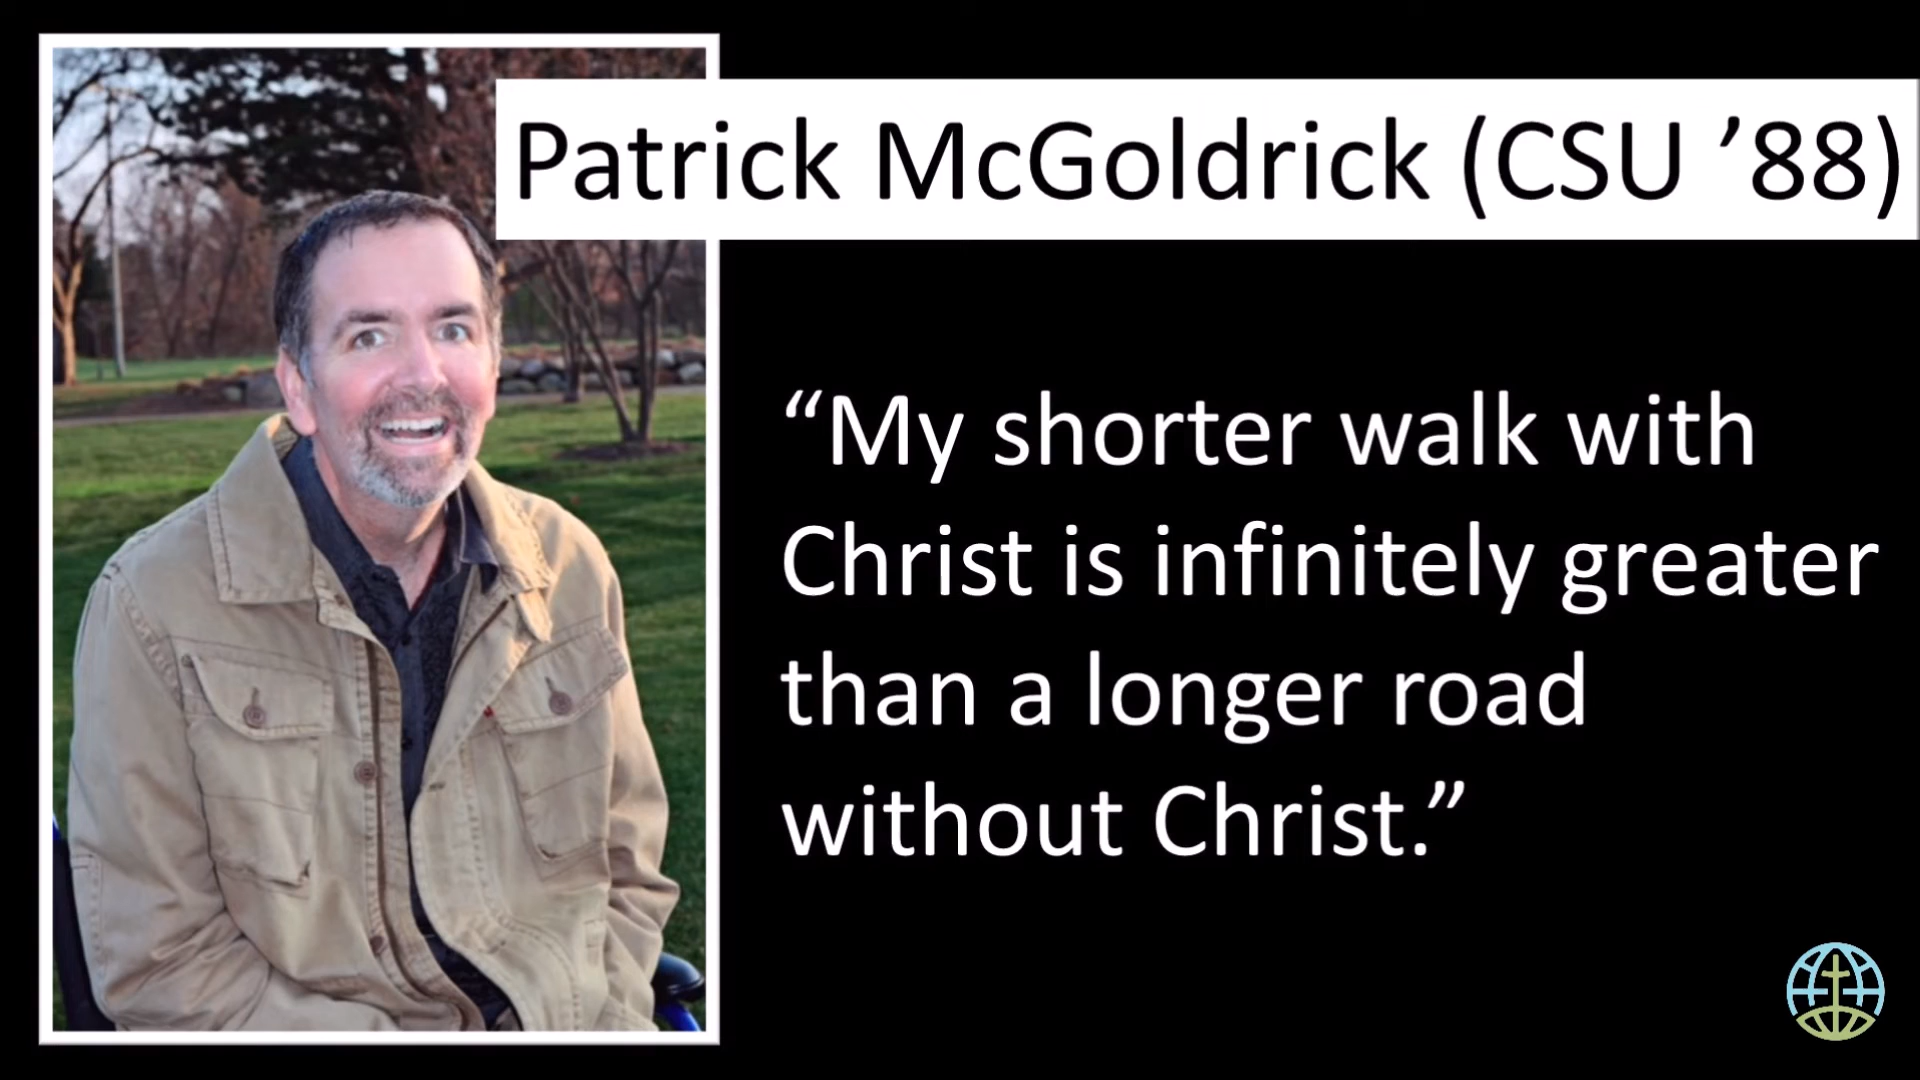 Patrick McGoldrick (CSU ’88)
“My shorter walk with
Christ is infinitely greater
than a longer road
without Christ.”